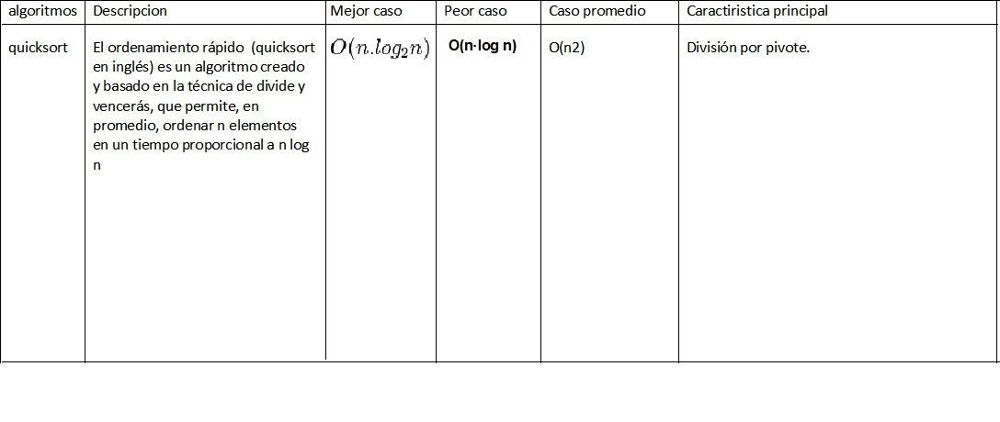 algoritmos Descripcion Mejor caso Peor caso Caso promedio Caractiristica principal
quicksort El ordenamiento rápido (quicksort O(n.log₂n) O(n·log n) O(n2) División por pivote.
en inglés) es un algoritmo creado
y basado en la técnica de divide y
vencerás, que permite, en
promedio, ordenar n elementos
en un tiempo proporcional a n log
n